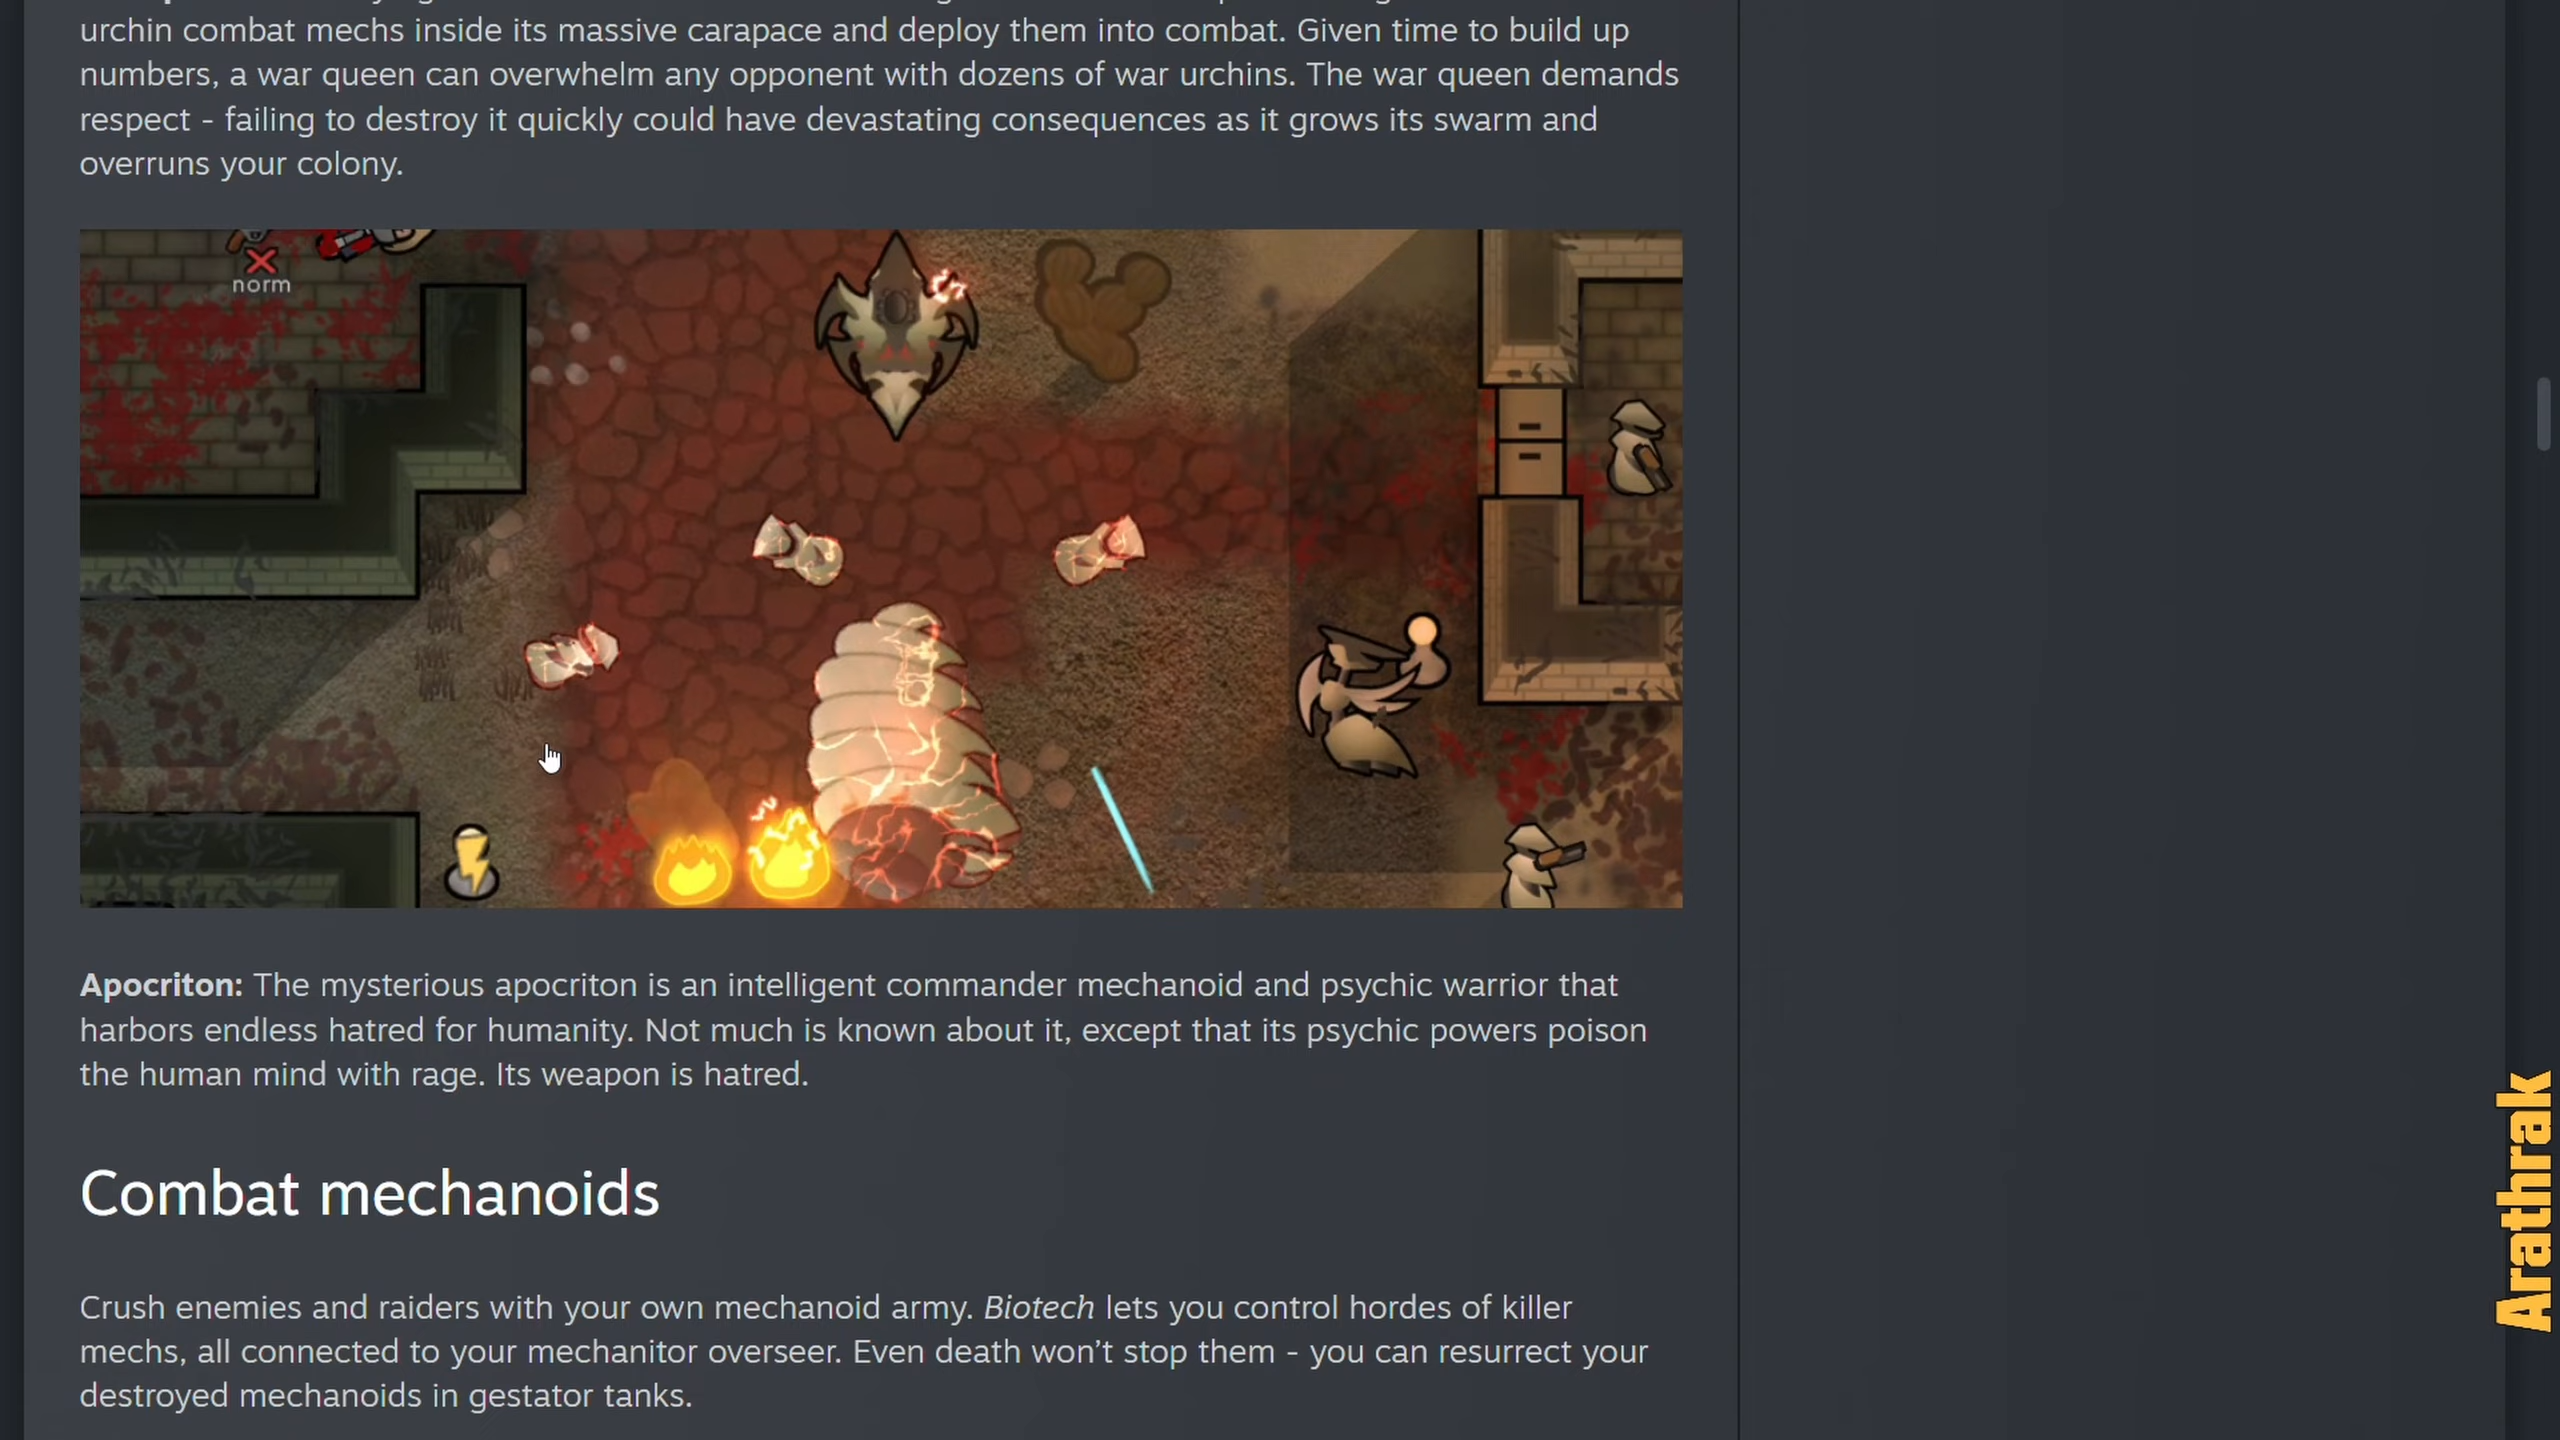 urchin combat mechs inside its massive carapace and deploy them into combat. Given time to build up
numbers, a war queen can overwhelm any opponent with dozens of war urchins. The war queen demands
respect - failing to destroy it quickly could have devastating consequences as it grows its swarm and
overruns your colony.
norm
Apocriton: The mysterious apocriton is an intelligent commander mechanoid and psychic warrior that
harbors endless hatred for humanity. Not much is known about it, except that its psychic powers poison
the human mind with rage. Its weapon is hatred.
Combat mechanoids
Crush enemies and raiders with your own mechanoid army. Biotech lets you control hordes of killer
mechs, all connected to your mechanitor overseer. Even death won’t stop them - you can resurrect your
destroyed mechanoids in gestator tanks.
Arathrak